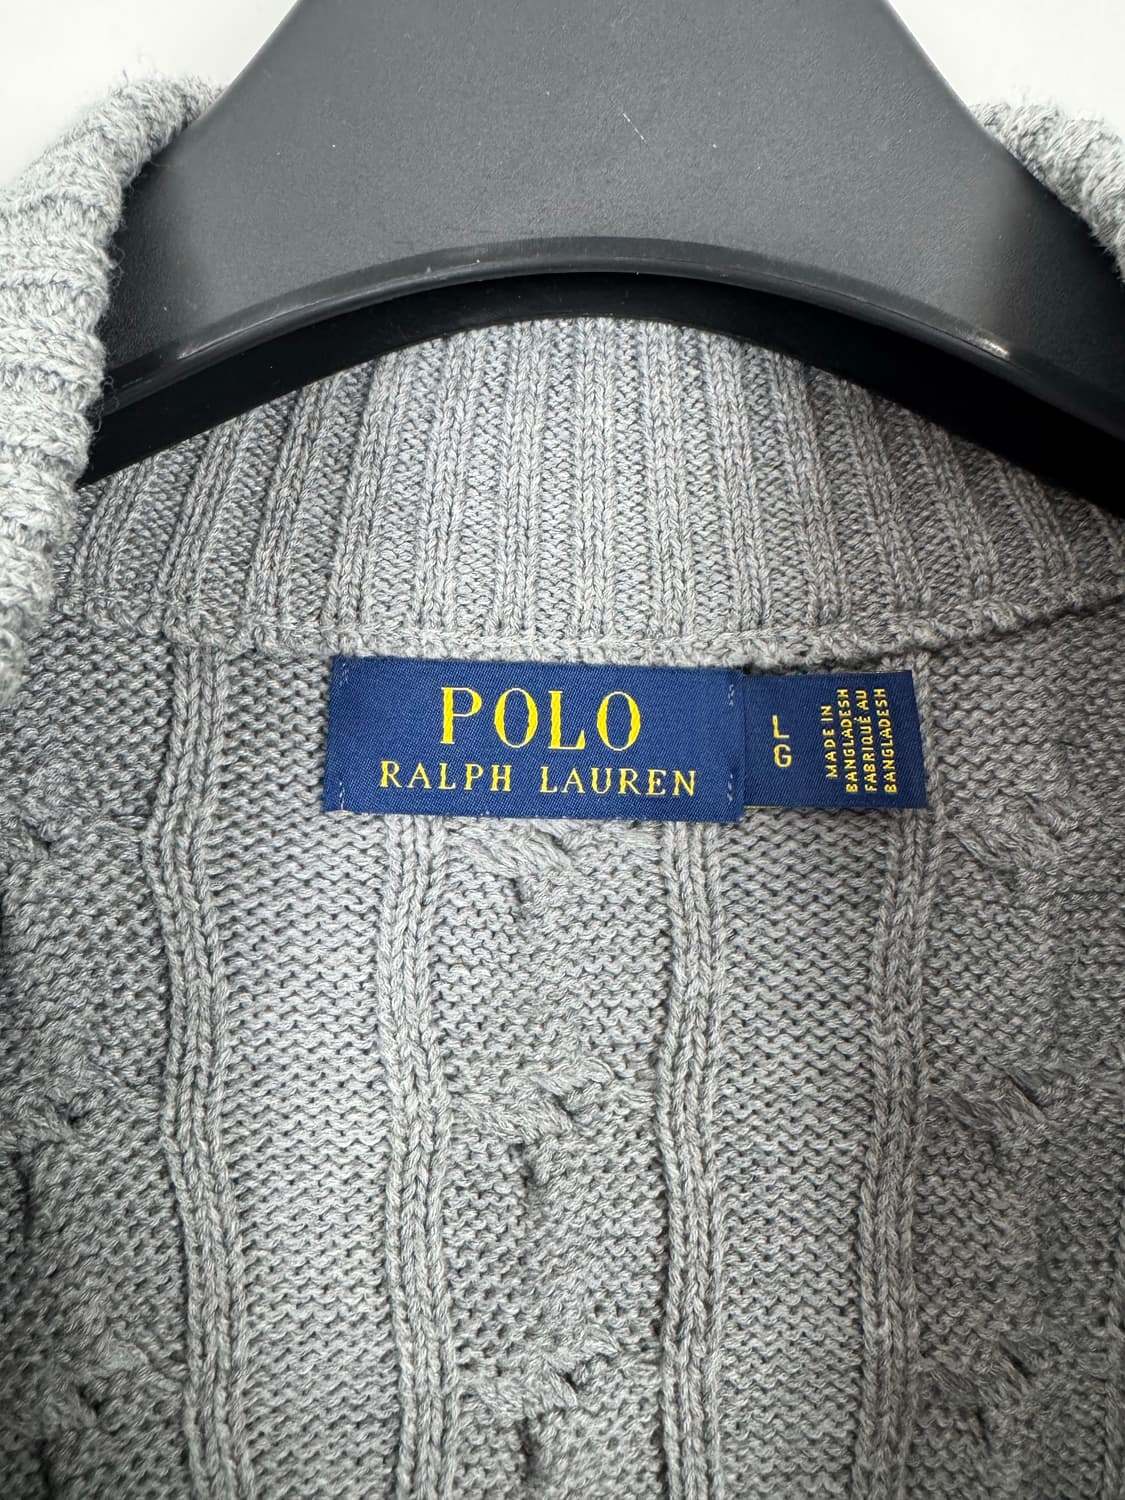 POLO
RALPH LAUREN
L
G
MADE IN
BANGLADESH
FABRIQUÉ AU
BANGLADESH